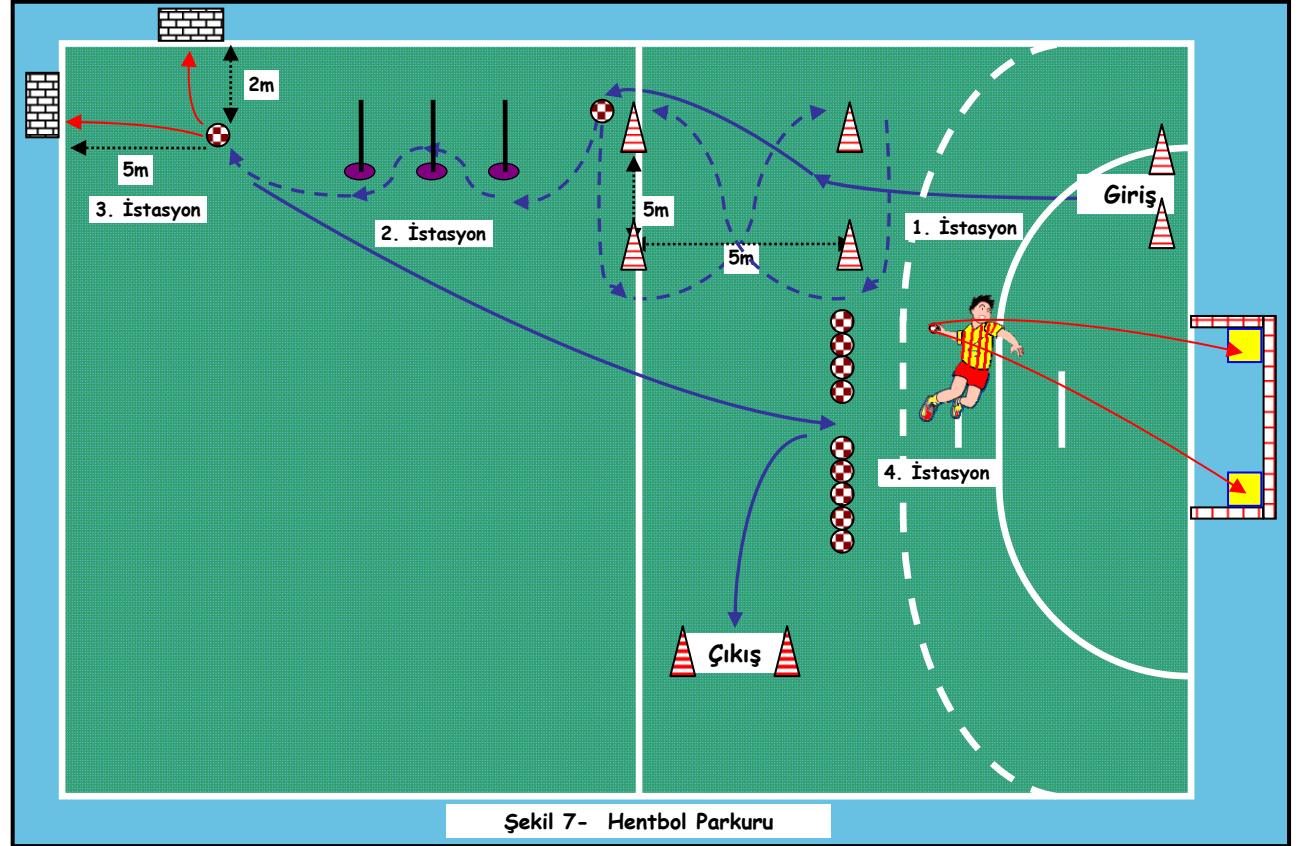 2m
5m
3. İstasyon
2. İstasyon
5m
5m
1. İstasyon
Giriş
4. İstasyon
Çıkış
Şekil 7- Hentbol Parkuru